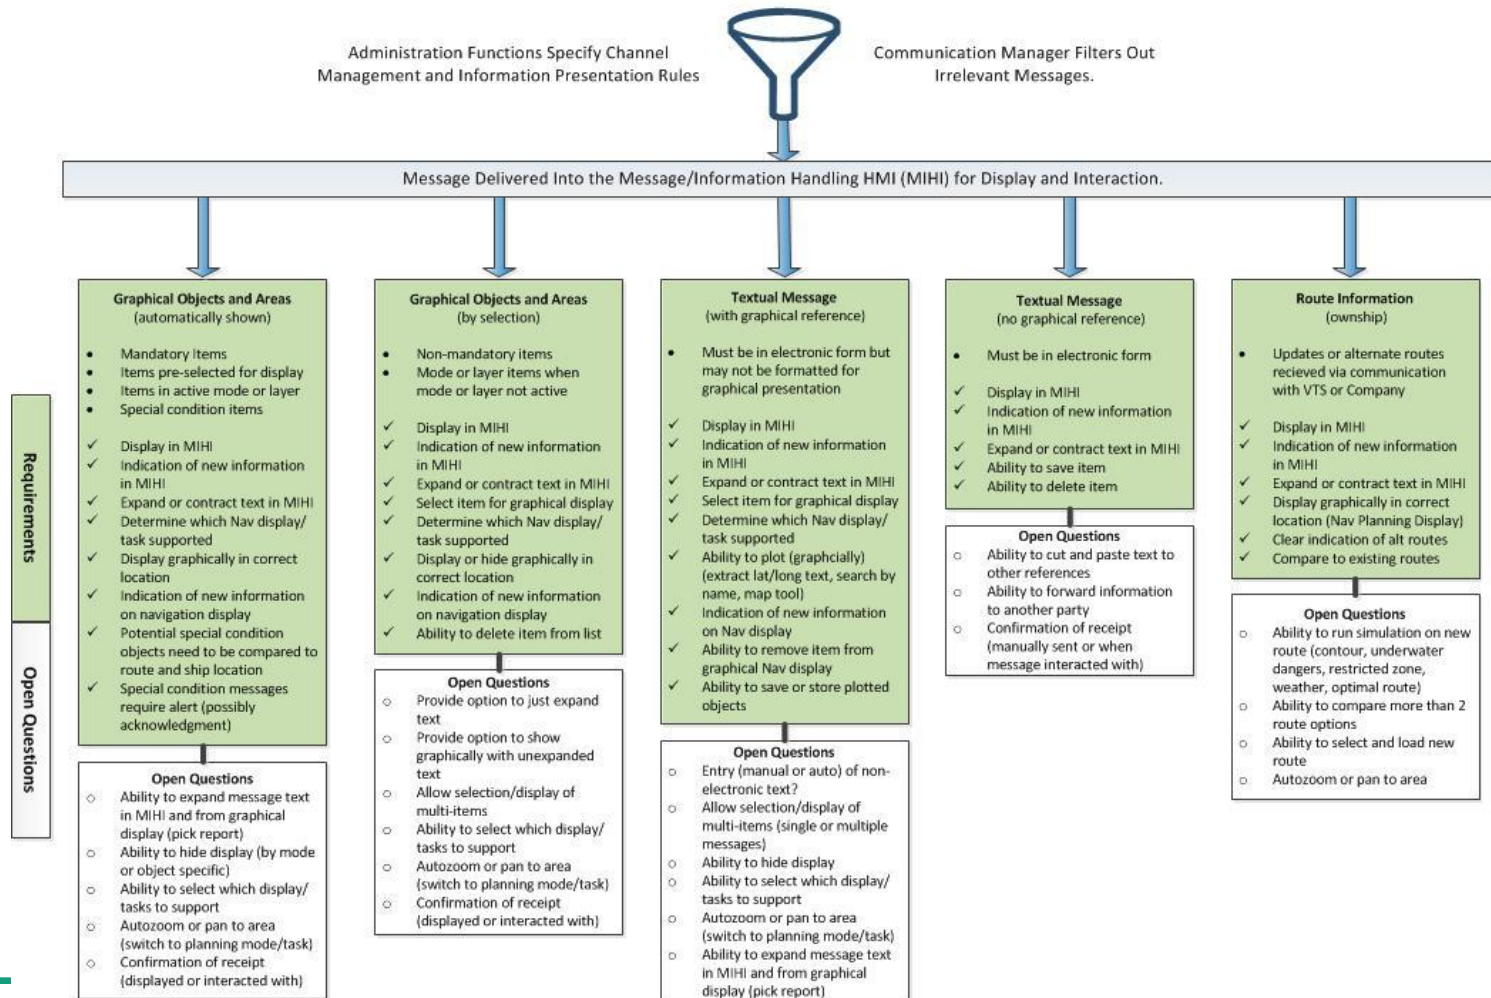 Administration Functions Specify Channel
Management and Information Presentation Rules
Communication Manager Filters Out
Irrelevant Messages.
Message Delivered Into the Message/Information Handling HMI (MIHI) for Display and Interaction.
Requirements
Open Questions
Graphical Objects and Areas
(automatically shown)
• Mandatory Items
• Items pre-selected for display
• Items in active mode or layer
• Special condition items
✓ Display in MIHI
✓ Indication of new information
in MIHI
✓ Expand or contract text in MIHI
✓ Determine which Nav display/
task supported
✓ Display graphically in correct
location
✓ Indication of new information
on navigation display
✓ Potential special condition
objects need to be compared to
route and ship location
✓ Special condition messages
require alert (possibly
acknowledgment)
Open Questions
○ Ability to expand message text
in MIHI and from graphical
display (pick report)
○ Ability to hide display (by mode
or object specific)
○ Ability to select which display/
tasks to support
○ Autozoom or pan to area
(switch to planning mode/task)
○ Confirmation of receipt
(displayed or interacted with)
Graphical Objects and Areas
(by selection)
• Non-mandatory items
• Mode or layer items when
mode or layer not active
✓ Display in MIHI
✓ Indication of new information
in MIHI
✓ Expand or contract text in MIHI
✓ Select item for graphical display
✓ Determine which Nav display/
task supported
✓ Display or hide graphically in
correct location
✓ Indication of new information
on navigation display
✓ Ability to delete item from list
Open Questions
○ Provide option to just expand
text
○ Provide option to show
graphically with unexpanded
text
○ Allow selection/display of
multi-items
○ Ability to select which display/
tasks to support
○ Autozoom or pan to area
(switch to planning mode/task)
○ Confirmation of receipt
(displayed or interacted with)
Textual Message
(with graphical reference)
• Must be in electronic form but
may not be formatted for
graphical presentation
✓ Display in MIHI
✓ Indication of new information
in MIHI
✓ Expand or contract text in MIHI
✓ Select item for graphical display
✓ Determine which Nav display/
task supported
✓ Ability to plot (graphcially)
(extract lat/long text, search by
name, map tool)
✓ Indication of new information
on Nav display
✓ Ability to remove item from
graphical Nav display
✓ Ability to save or store plotted
objects
Open Questions
○ Entry (manual or auto) of non-
electronic text?
○ Allow selection/display of
multi-items (single or multiple
messages)
○ Ability to hide display
○ Ability to select which display/
tasks to support
○ Autozoom or pan to area
(switch to planning mode/task)
○ Ability to expand message text
in MIHI and from graphical
display (pick report)
Textual Message
(no graphical reference)
• Must be in electronic form
✓ Display in MIHI
✓ Indication of new information
in MIHI
✓ Expand or contract text in MIHI
✓ Ability to save item
✓ Ability to delete item
Open Questions
○ Ability to cut and paste text to
other references
○ Ability to forward information
to another party
○ Confirmation of receipt
(manually sent or when
message interacted with)
Route Information
(ownship)
• Updates or alternate routes
recieved via communication
with VTS or Company
✓ Display in MIHI
✓ Indication of new information
in MIHI
✓ Expand or contract text in MIHI
✓ Display graphically in correct
location (Nav Planning Display)
✓ Clear indication of alt routes
✓ Compare to existing routes
Open Questions
○ Ability to run simulation on new
route (contour, underwater
dangers, restricted zone,
weather, optimal route)
○ Ability to compare more than 2
route options
○ Ability to select and load new
route
○ Autozoom or pan to area